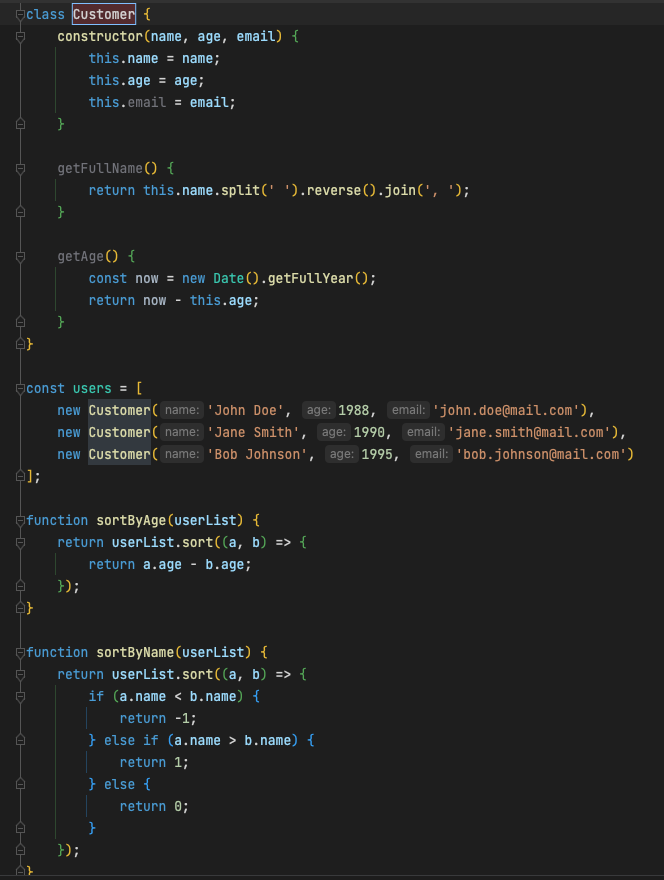 class Customer {
    constructor(name, age, email) {
        this.name = name;
        this.age = age;
        this.email = email;
    }

    getFullName() {
        return this.name.split(' ').reverse().join(', ');
    }

    getAge() {
        const now = new Date().getFullYear();
        return now - this.age;
    }
}

const users = [
    new Customer( name: 'John Doe', age: 1988, email: 'john.doe@mail.com'),
    new Customer( name: 'Jane Smith', age: 1990, email: 'jane.smith@mail.com'),
    new Customer( name: 'Bob Johnson', age: 1995, email: 'bob.johnson@mail.com')
];

function sortByAge(userList) {
    return userList.sort((a, b) => {
        return a.age - b.age;
    });
}

function sortByName(userList) {
    return userList.sort((a, b) => {
        if (a.name < b.name) {
            return -1;
        } else if (a.name > b.name) {
            return 1;
        } else {
            return 0;
        }
    });
}